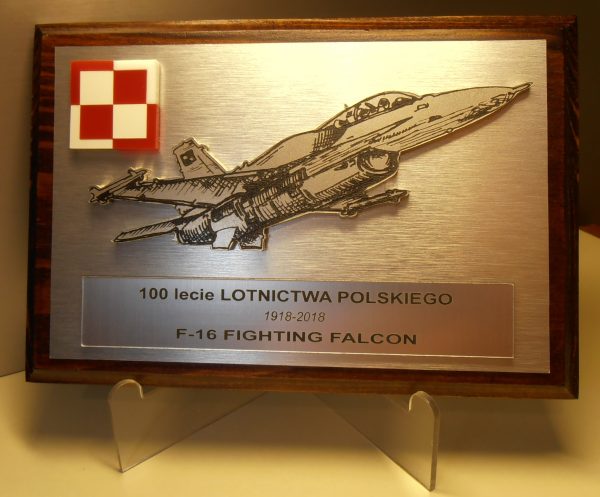 100 lecie LOTNICTWA POLSKIEGO
1918-2018
F-16 FIGHTING FALCON